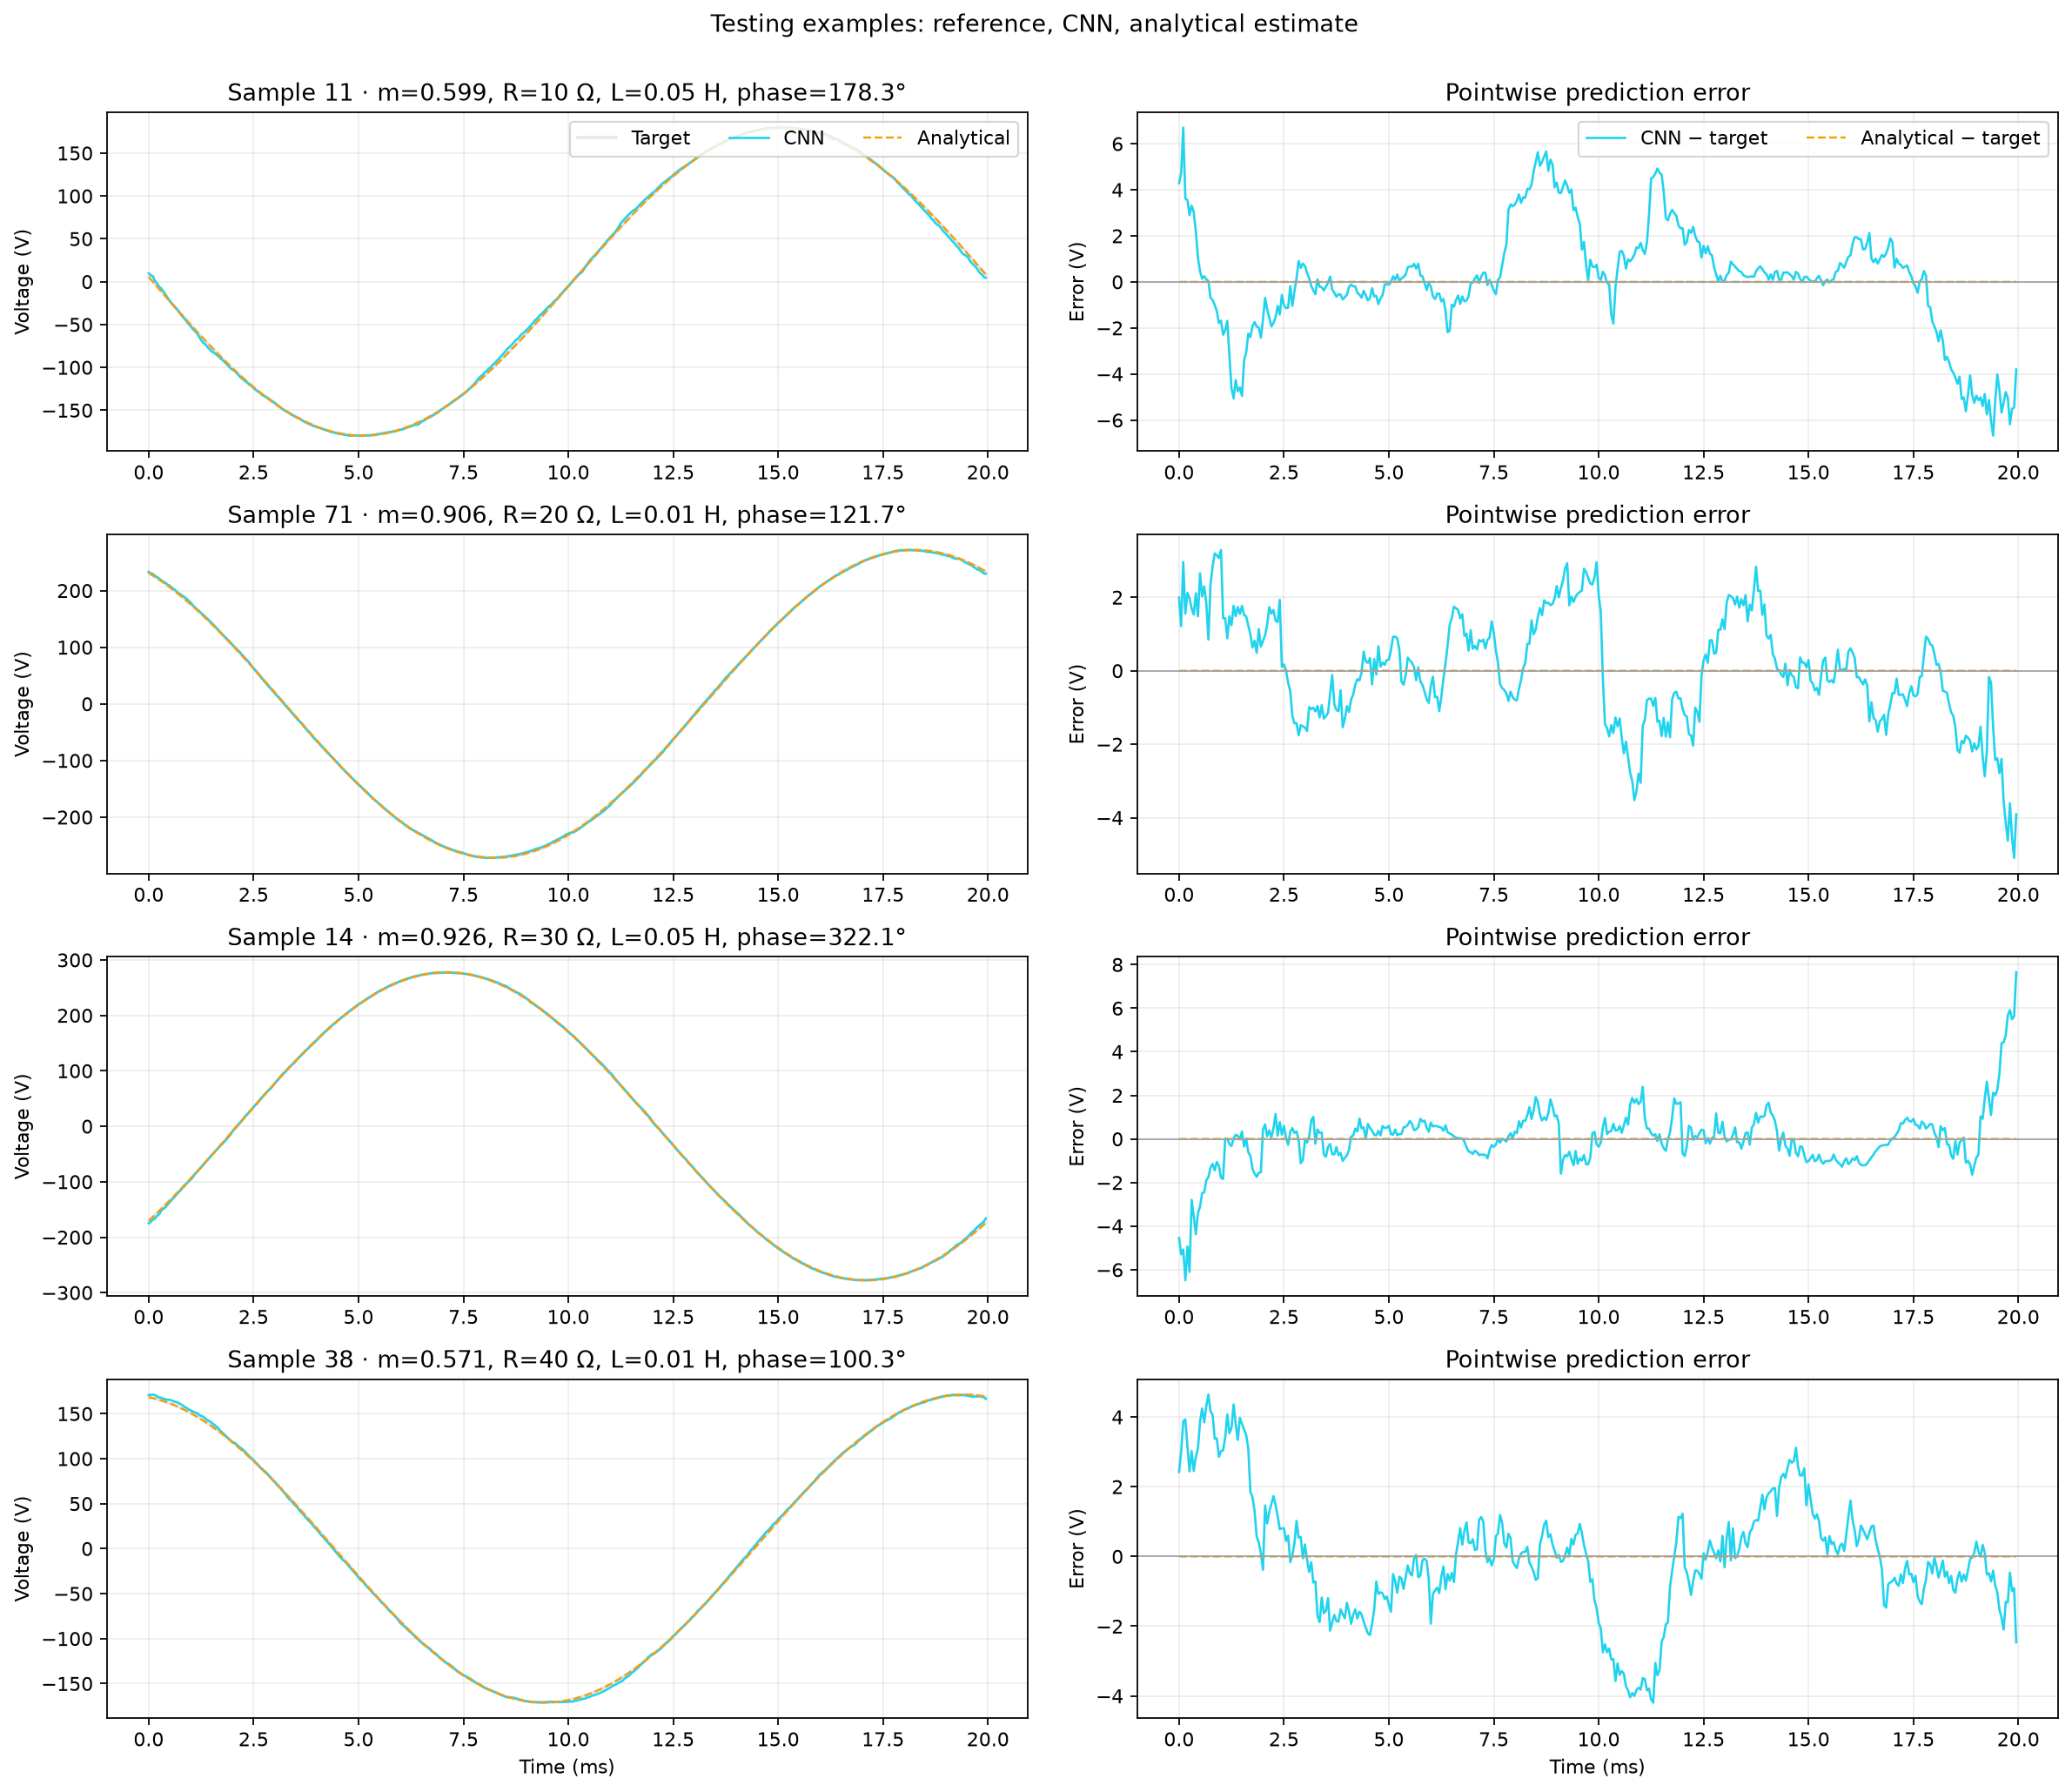 Testing examples: reference, CNN, analytical estimate
Sample 11 · m=0.599, R=10 Ω, L=0.05 H, phase=178.3°
Target
CNN
Analytical
Voltage (V)
150
100
50
0
−50
−100
−150
0.0 2.5 5.0 7.5 10.0 12.5 15.0 17.5 20.0
Pointwise prediction error
CNN − target
Analytical − target
Error (V)
6
4
2
0
−2
−4
−6
0.0 2.5 5.0 7.5 10.0 12.5 15.0 17.5 20.0
Sample 71 · m=0.906, R=20 Ω, L=0.01 H, phase=121.7°
Voltage (V)
200
100
0
−100
−200
0.0 2.5 5.0 7.5 10.0 12.5 15.0 17.5 20.0
Pointwise prediction error
Error (V)
2
0
−2
−4
0.0 2.5 5.0 7.5 10.0 12.5 15.0 17.5 20.0
Sample 14 · m=0.926, R=30 Ω, L=0.05 H, phase=322.1°
Voltage (V)
300
200
100
0
−100
−200
−300
0.0 2.5 5.0 7.5 10.0 12.5 15.0 17.5 20.0
Pointwise prediction error
Error (V)
8
6
4
2
0
−2
−4
−6
0.0 2.5 5.0 7.5 10.0 12.5 15.0 17.5 20.0
Sample 38 · m=0.571, R=40 Ω, L=0.01 H, phase=100.3°
Voltage (V)
150
100
50
0
−50
−100
−150
0.0 2.5 5.0 7.5 10.0 12.5 15.0 17.5 20.0
Time (ms)
Pointwise prediction error
Error (V)
4
2
0
−2
−4
0.0 2.5 5.0 7.5 10.0 12.5 15.0 17.5 20.0
Time (ms)